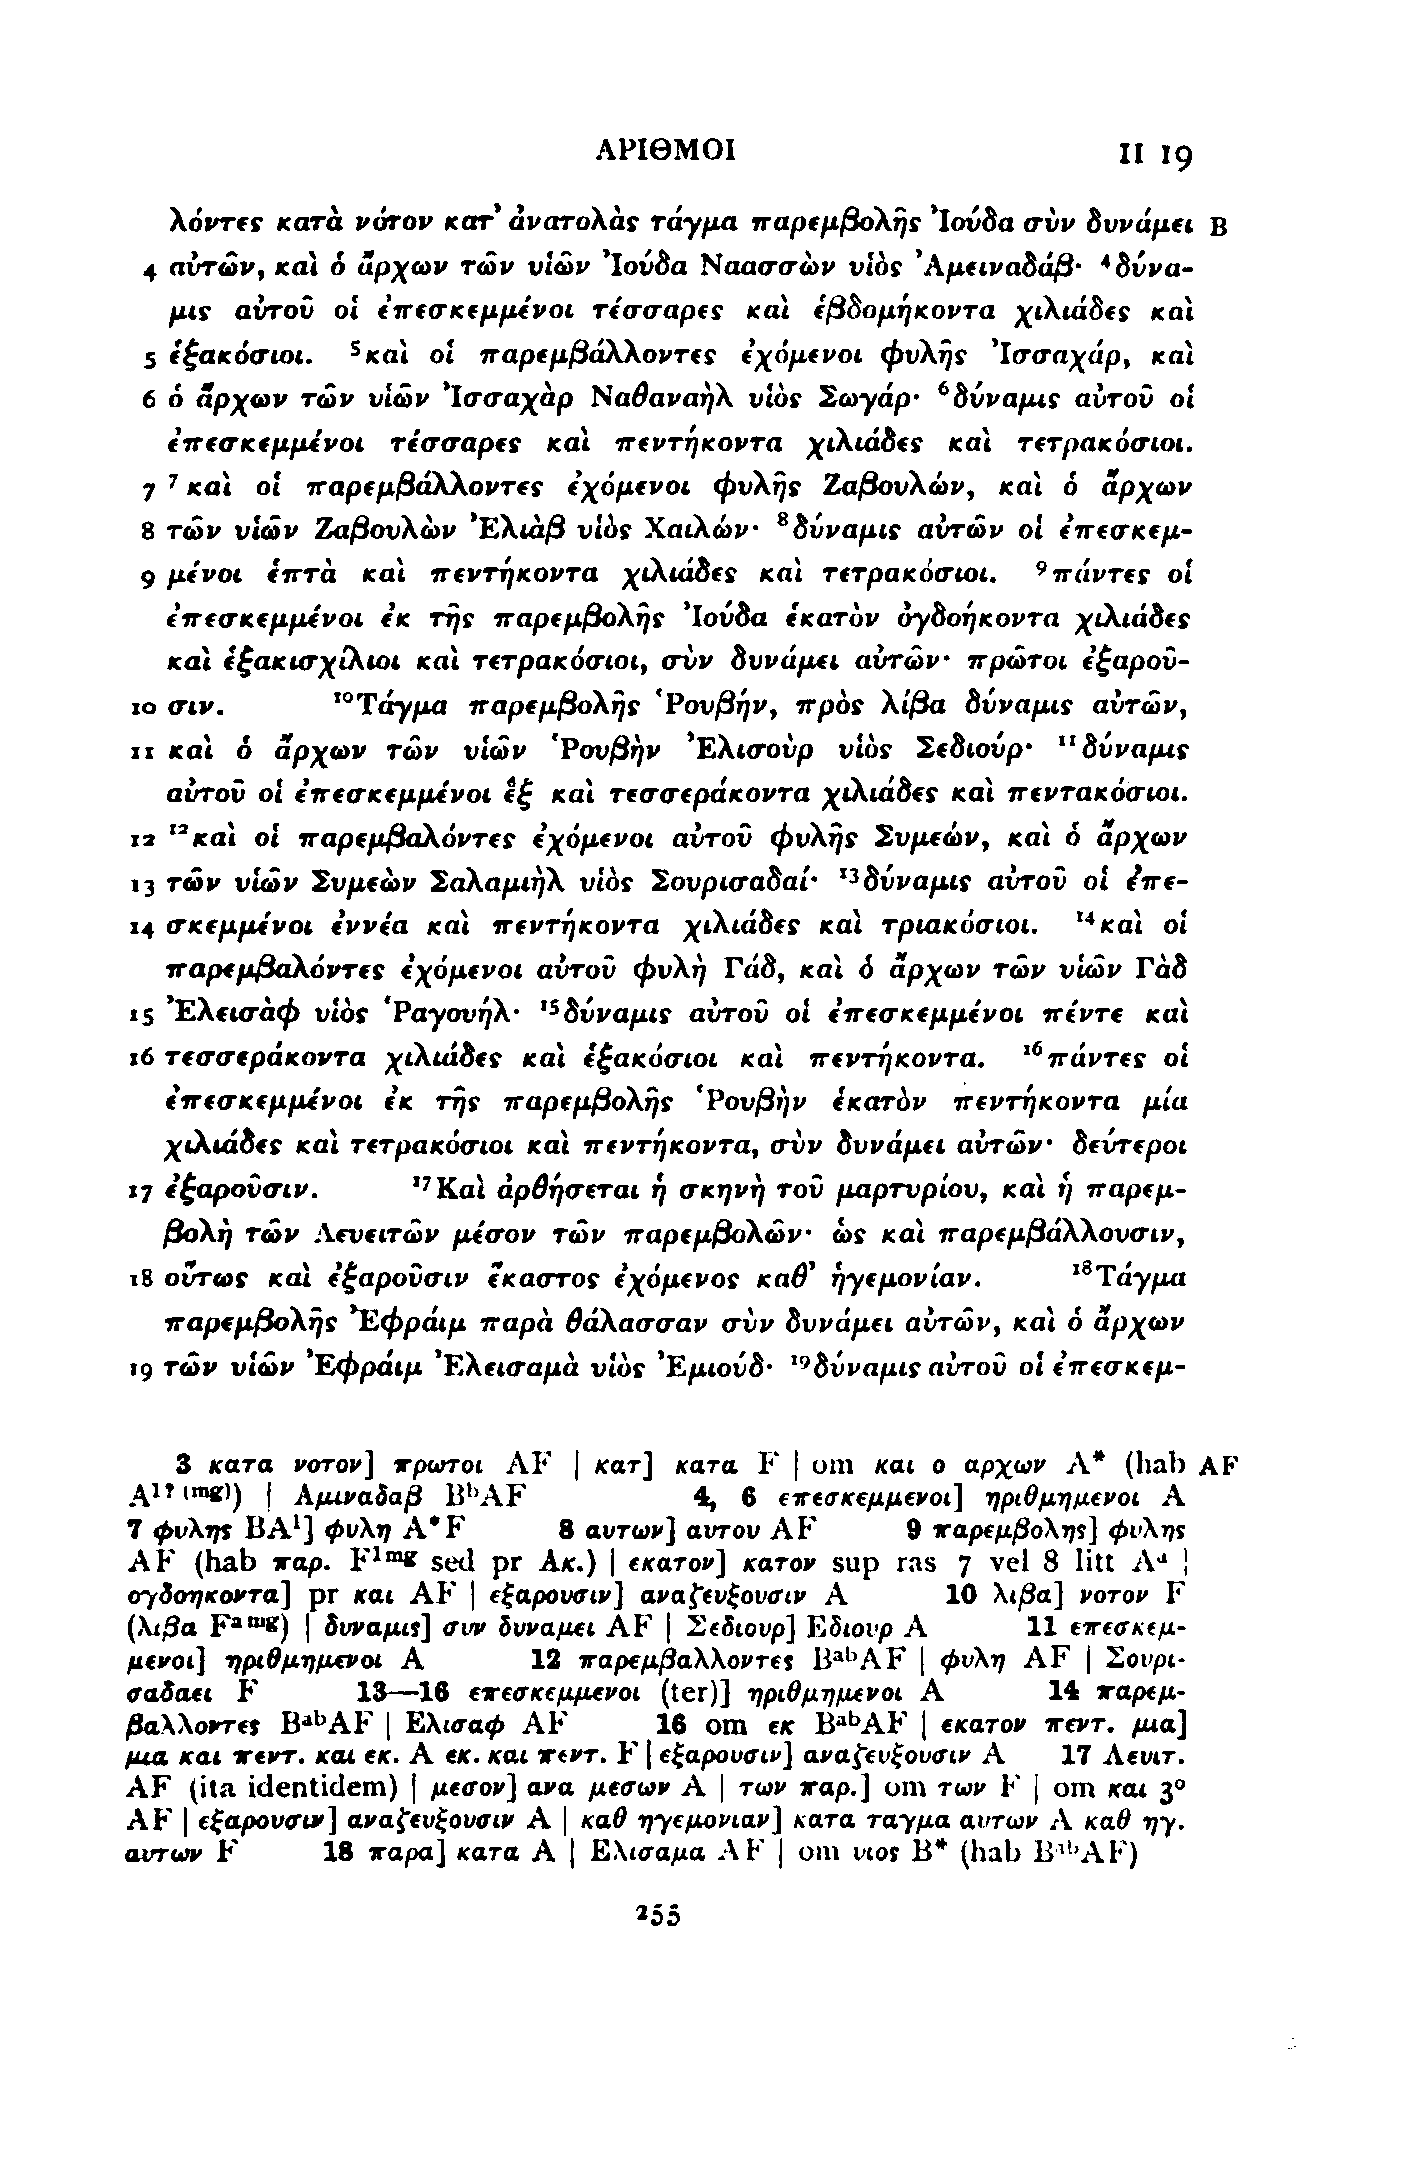 ΑΡΙΘΜΟΙ II 19
λόντες κατὰ νότον κατ᾽ ἀνατολὰς τάγμα παρεμβολῆς Ἰούδα σὺν δυνάμει B
4 αὐτῶν, καὶ ὁ ἄρχων τῶν υἱῶν Ἰούδα Ναασσὼν υἱὸς Ἀμειναδάβ· ⁴δύνα-
μις αὐτοῦ οἱ ἐπεσκεμμένοι τέσσαρες καὶ ἑβδομήκοντα χιλιάδες καὶ
5 ἑξακόσιοι. ⁵καὶ οἱ παρεμβάλλοντες ἐχόμενοι φυλῆς Ἰσσαχάρ, καὶ
6 ὁ ἄρχων τῶν υἱῶν Ἰσσαχὰρ Ναθαναὴλ υἱὸς Σωγάρ· ⁶δύναμις αὐτοῦ οἱ
ἐπεσκεμμένοι τέσσαρες καὶ πεντήκοντα χιλιάδες καὶ τετρακόσιοι.
7 ⁷καὶ οἱ παρεμβάλλοντες ἐχόμενοι φυλῆς Ζαβουλών, καὶ ὁ ἄρχων
8 τῶν υἱῶν Ζαβουλὼν Ἐλιὰβ υἱὸς Χαιλών· ⁸δύναμις αὐτῶν οἱ ἐπεσκεμ-
9 μένοι ἑπτὰ καὶ πεντήκοντα χιλιάδες καὶ τετρακόσιοι. ⁹πάντες οἱ
ἐπεσκεμμένοι ἐκ τῆς παρεμβολῆς Ἰούδα ἑκατὸν ὀγδοήκοντα χιλιάδες
καὶ ἑξακισχίλιοι καὶ τετρακόσιοι, σὺν δυνάμει αὐτῶν· πρῶτοι ἐξαροῦ-
10 σιν. ¹⁰Τάγμα παρεμβολῆς Ῥουβήν, πρὸς λίβα δύναμις αὐτῶν,
11 καὶ ὁ ἄρχων τῶν υἱῶν Ῥουβὴν Ἐλισοὺρ υἱὸς Σεδιούρ· ¹¹δύναμις
αὐτοῦ οἱ ἐπεσκεμμένοι ἓξ καὶ τεσσεράκοντα χιλιάδες καὶ πεντακόσιοι.
12 ¹²καὶ οἱ παρεμβαλόντες ἐχόμενοι αὐτοῦ φυλῆς Συμεών, καὶ ὁ ἄρχων
13 τῶν υἱῶν Συμεὼν Σαλαμιὴλ υἱὸς Σουρισαδαί· ¹³δύναμις αὐτοῦ οἱ ἐπε-
14 σκεμμένοι ἐννέα καὶ πεντήκοντα χιλιάδες καὶ τριακόσιοι. ¹⁴καὶ οἱ
παρεμβαλόντες ἐχόμενοι αὐτοῦ φυλὴ Γάδ, καὶ ὁ ἄρχων τῶν υἱῶν Γὰδ
15 Ἐλεισὰφ υἱὸς Ῥαγουήλ· ¹⁵δύναμις αὐτοῦ οἱ ἐπεσκεμμένοι πέντε καὶ
16 τεσσεράκοντα χιλιάδες καὶ ἑξακόσιοι καὶ πεντήκοντα. ¹⁶πάντες οἱ
ἐπεσκεμμένοι ἐκ τῆς παρεμβολῆς Ῥουβὴν ἑκατὸν πεντήκοντα μία
χιλιάδες καὶ τετρακόσιοι καὶ πεντήκοντα, σὺν δυνάμει αὐτῶν· δεύτεροι
17 ἐξαροῦσιν. ¹⁷Καὶ ἀρθήσεται ἡ σκηνὴ τοῦ μαρτυρίου, καὶ ἡ παρεμ-
βολὴ τῶν Λευειτῶν μέσον τῶν παρεμβολῶν· ὡς καὶ παρεμβάλλουσιν,
18 οὕτως καὶ ἐξαροῦσιν ἕκαστος ἐχόμενος καθ᾽ ἡγεμονίαν. ¹⁸Τάγμα
παρεμβολῆς Ἐφράιμ παρὰ θάλασσαν σὺν δυνάμει αὐτῶν, καὶ ὁ ἄρχων
19 τῶν υἱῶν Ἐφράιμ Ἐλεισαμὰ υἱὸς Ἐμιούδ· ¹⁹δύναμις αὐτοῦ οἱ ἐπεσκεμ-
3 κατα νοτον] πρωτοι AF | κατ] κατα F | om και ο αρχων A* (hab AF
A¹? (mg)) | Αμιναδαβ BᵇAF 4, 6 επεσκεμμενοι] ηριθμημενοι A
7 φυλης BA¹] φυλη A*F 8 αυτων] αυτου AF 9 παρεμβολης] φυλης
AF (hab παρ. F¹ᵐᵍ sed pr Ακ.) | εκατον] κατον sup ras 7 vel 8 litt Aᵃ |
ογδοηκοντα] pr και AF | εξαρουσιν] αναζευξουσιν A 10 λιβα] νοτον F
(λιβα Fᵃᵐᵍ) | δυναμις] συν δυναμει AF | Σεδιουρ] Εδιουρ A 11 επεσκεμ-
μενοι] ηριθμημενοι A 12 παρεμβαλλοντες BᵃᵇAF | φυλη AF | Σουρι-
σαδαει F 13—16 επεσκεμμενοι (ter)] ηριθμημενοι A 14 παρεμ-
βαλλοντες BᵃᵇAF | Ελισαφ AF 16 om εκ BᵃᵇAF | εκατον πεντ. μια]
μια και πεντ. και εκ. A εκ. και πεντ. F | εξαρουσιν] αναζευξουσιν A 17 Λευιτ.
AF (ita identidem) | μεσον] ανα μεσων A | των παρ.] om των F | om και 3⁰
AF | εξαρουσιν] αναζευξουσιν A | καθ ηγεμονιαν] κατα ταγμα αυτων A καθ ηγ.
αυτων F 18 παρα] κατα A | Ελισαμα AF | om υιος B* (hab BᵃᵇAF)
255